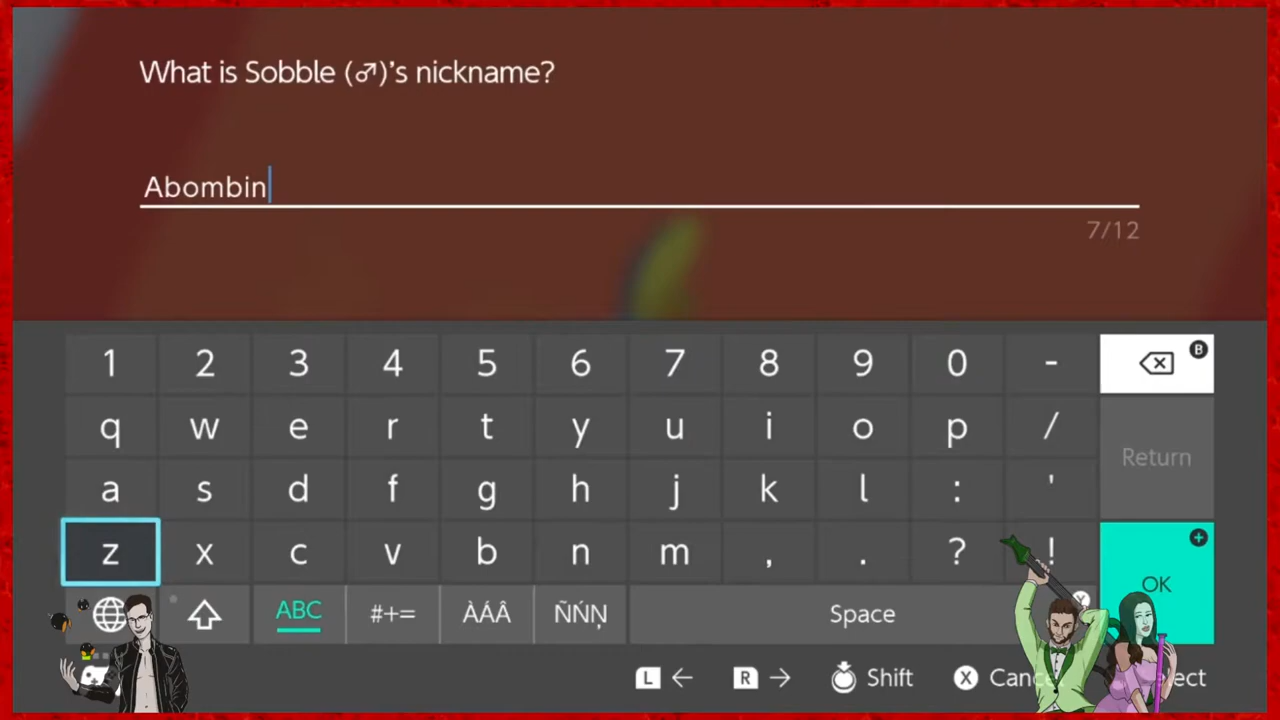 What is Sobble (♂)'s nickname?
Abombin
7/12
1 2 3 4 5 6 7 8 9 0 - B
q w e r t y u i o p /
Return
a s d f g h j k l : '
z x c v b n m , . ? ! +
OK
ABC #+= ÀÁÂ ÑŃŅ Space Y
L ← R → Shift X